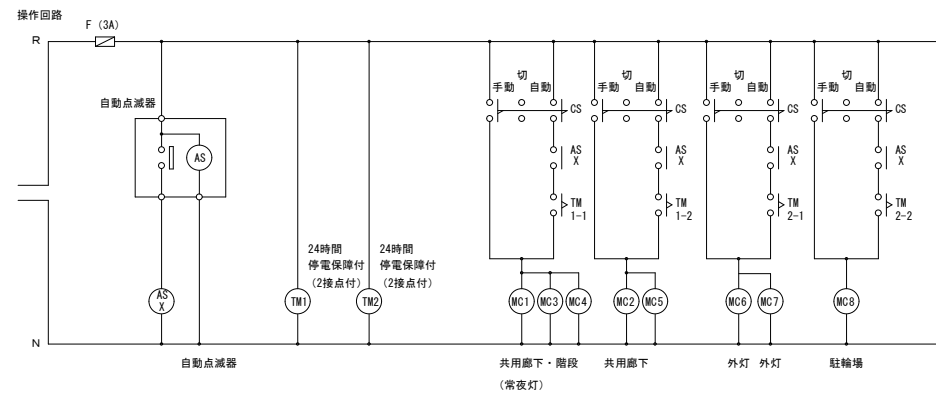 操作回路
F (3A)
R
自動点滅器
AS
AS
X
24時間
停電保障付
(2接点付)
TM1
24時間
停電保障付
(2接点付)
TM2
切
手動 自動
CS
AS
X
TM
1-1
MC1 MC3 MC4
切
手動 自動
CS
AS
X
TM
1-2
MC2 MC5
切
手動 自動
CS
AS
X
TM
2-1
MC6 MC7
切
手動 自動
CS
AS
X
TM
2-2
MC8
N
自動点滅器
共用廊下・階段
(常夜灯)
共用廊下
外灯 外灯
駐輪場